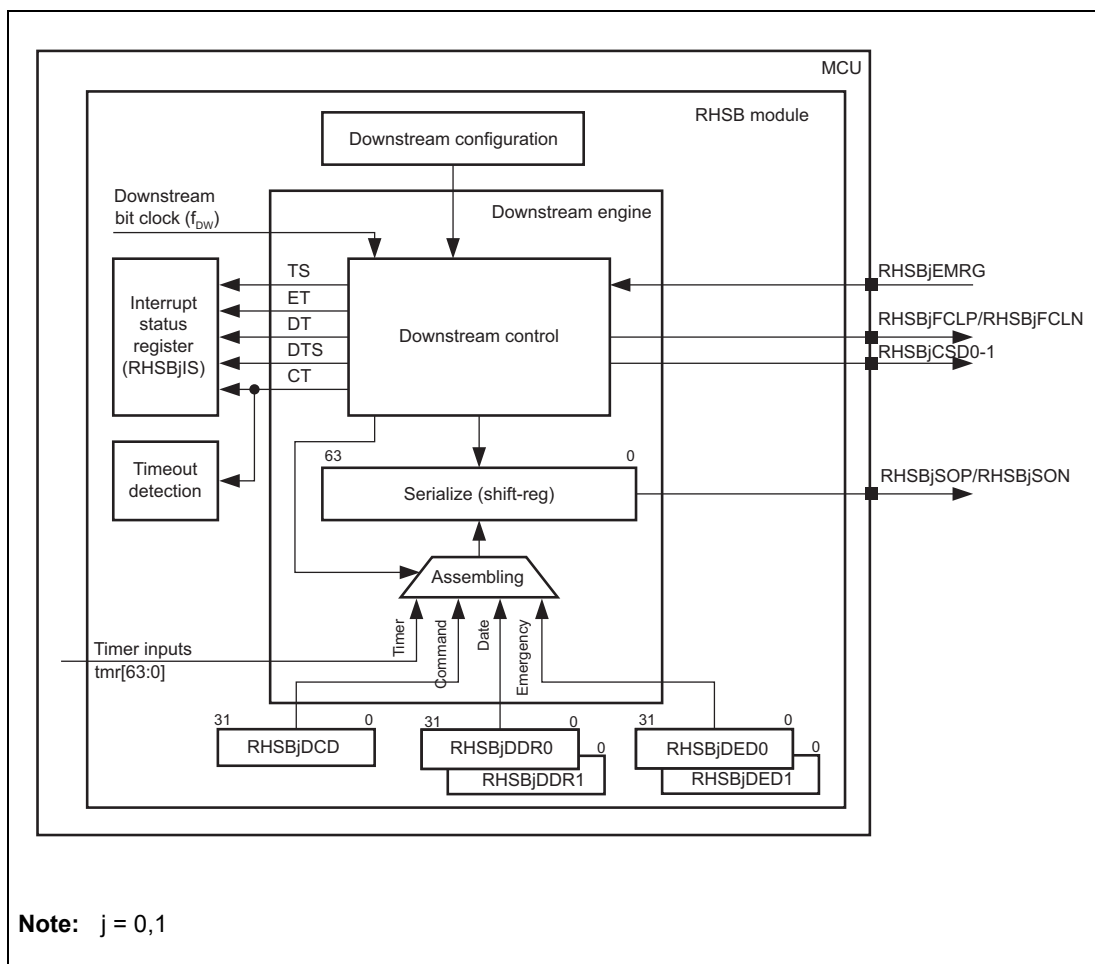 MCU
RHSB module
Downstream configuration
Downstream
bit clock (fDW)
Downstream engine
TS
ET
DT
DTS
CT
Interrupt
status
register
(RHSBjIS)
Downstream control
RHSBjEMRG
RHSBjFCLP/RHSBjFCLN
RHSBjCSD0-1
Timeout
detection
63
0
Serialize (shift-reg)
RHSBjSOP/RHSBjSON
Assembling
Timer
Command
Date
Emergency
Timer inputs
tmr[63:0]
31
0
RHSBjDCD
31
0
RHSBjDDR0
0
RHSBjDDR1
31
0
RHSBjDED0
0
RHSBjDED1
Note: j = 0,1